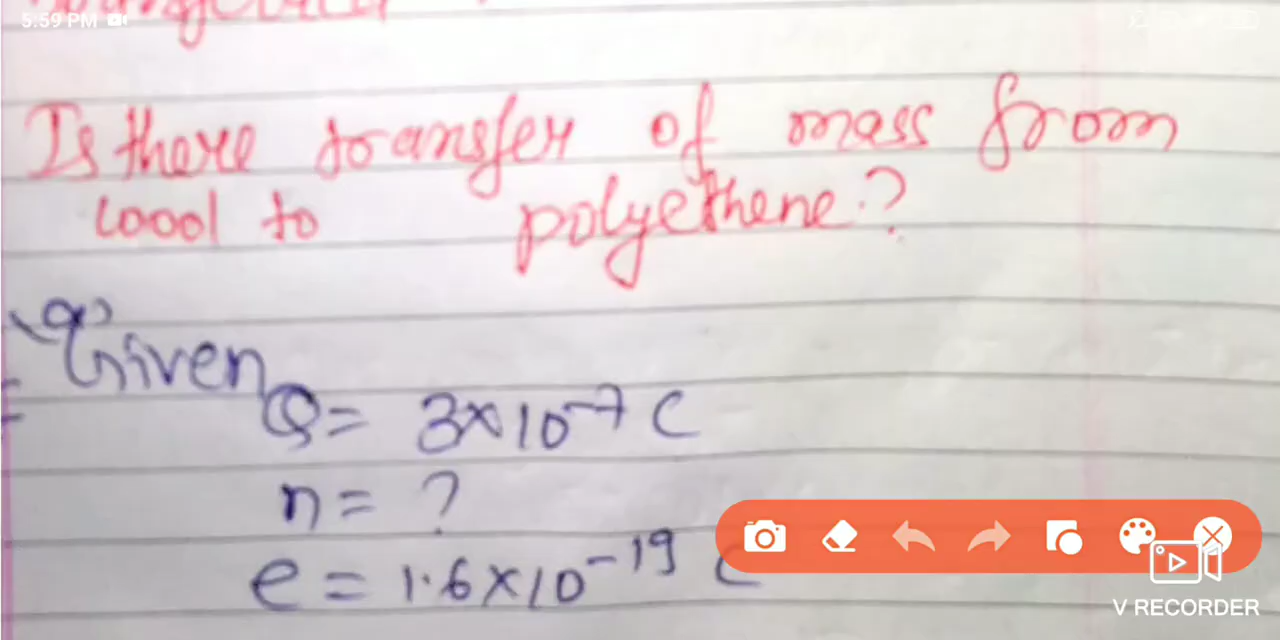 5:59 PM
Is there transfer of mass from
wool to polyethene?
Given
Q = 3×10⁻⁷ C
n = ?
e = 1.6×10⁻¹⁹ C
V RECORDER